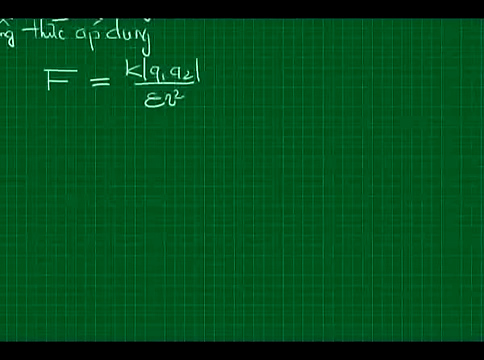 thức áp dụng
F = k|q₁q₂| / εr²